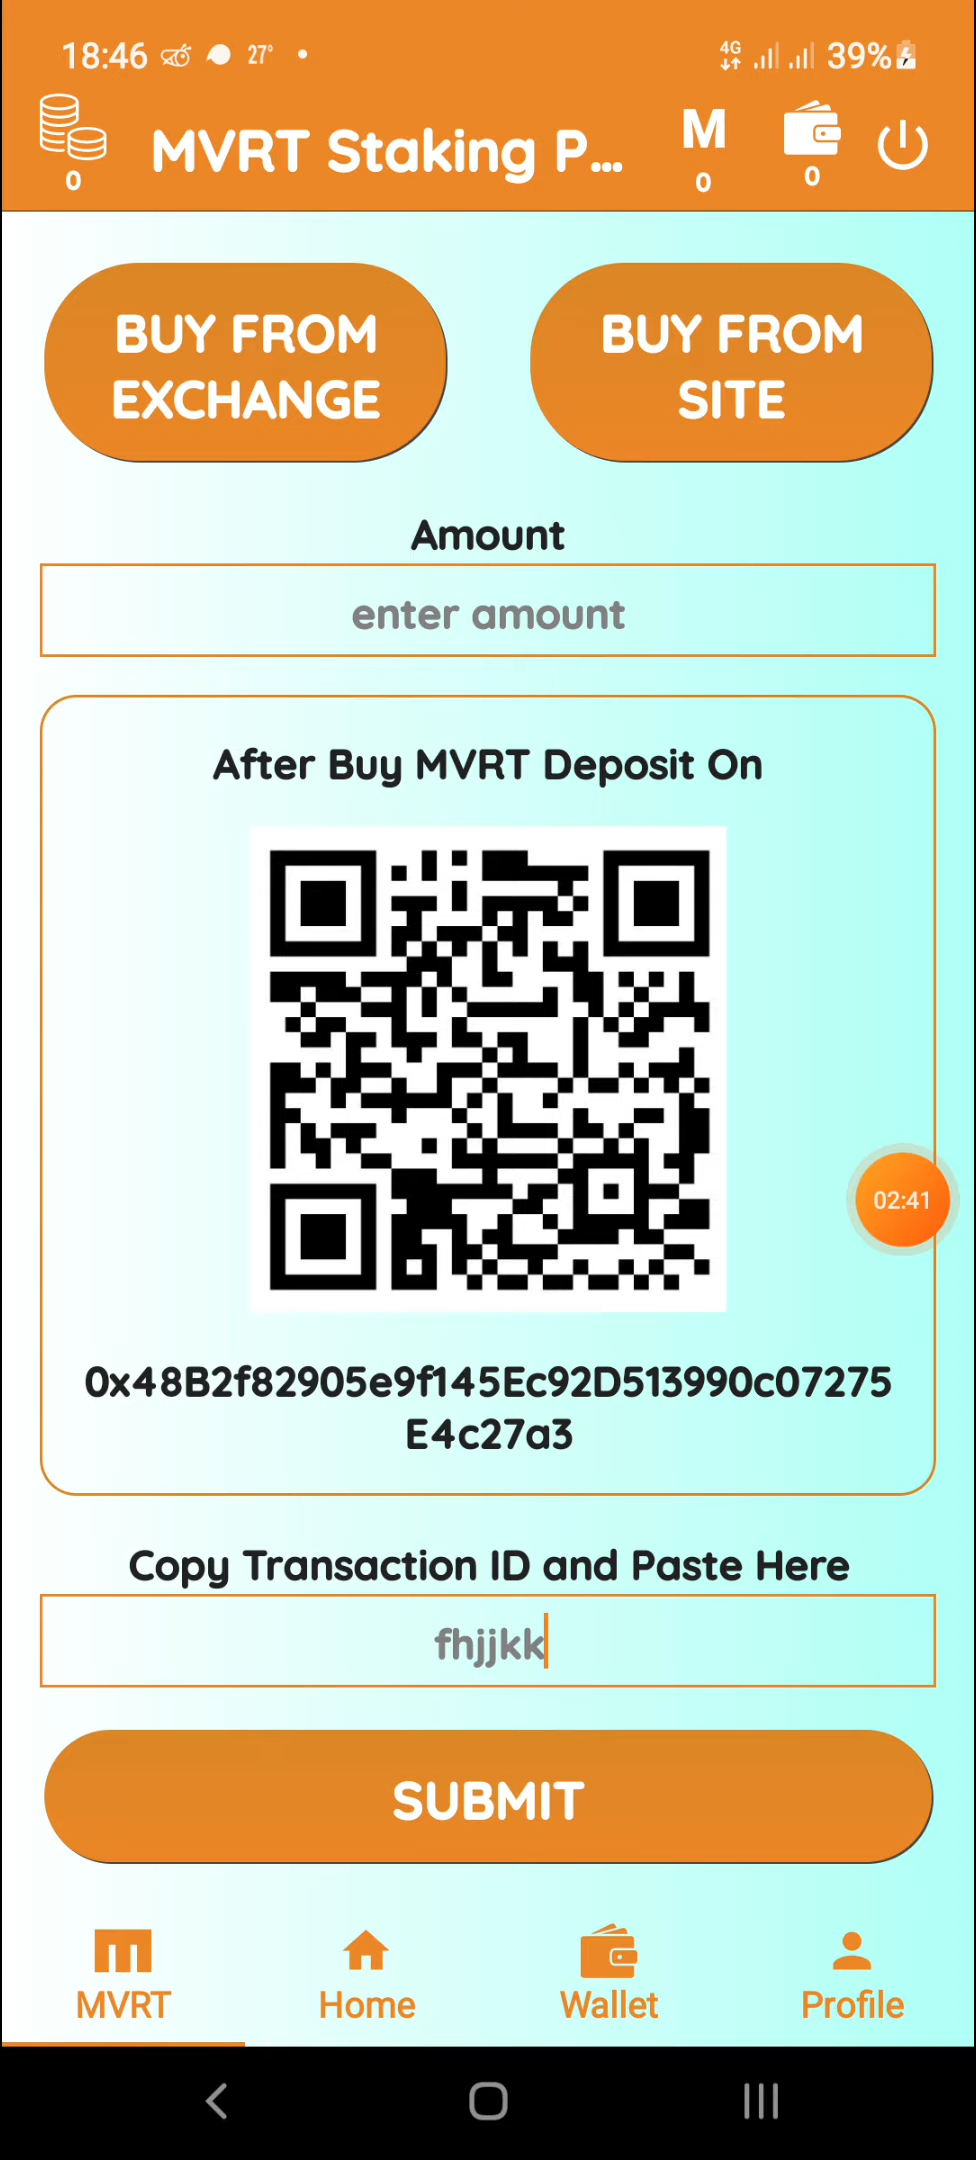 18:46 27° 4G 39%
MVRT Staking P...
M
0 0 0
BUY FROM EXCHANGE
BUY FROM SITE
Amount
enter amount
After Buy MVRT Deposit On
02:41
0x48B2f82905e9f145Ec92D513990c07275
E4c27a3
Copy Transaction ID and Paste Here
fhjjkk
SUBMIT
MVRT Home Wallet Profile